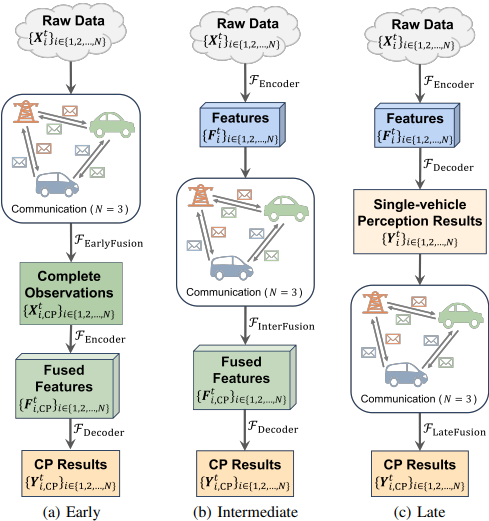 Raw Data
{X_i^t}_{i∈{1,2,…,N}}
Communication (N = 3)
ℱ_EarlyFusion
Complete
Observations
{X_{i,CP}^t}_{i∈{1,2,…,N}}
ℱ_Encoder
Fused
Features
{F_{i,CP}^t}_{i∈{1,2,…,N}}
ℱ_Decoder
CP Results
{Y_{i,CP}^t}_{i∈{1,2,…,N}}
(a) Early
Raw Data
{X_i^t}_{i∈{1,2,…,N}}
ℱ_Encoder
Features
{F_i^t}_{i∈{1,2,…,N}}
Communication (N = 3)
ℱ_InterFusion
Fused Features
{F_{i,CP}^t}_{i∈{1,2,…,N}}
ℱ_Decoder
CP Results
{Y_{i,CP}^t}_{i∈{1,2,…,N}}
(b) Intermediate
Raw Data
{X_i^t}_{i∈{1,2,…,N}}
ℱ_Encoder
Features
{F_i^t}_{i∈{1,2,…,N}}
ℱ_Decoder
Single-vehicle
Perception Results
{Y_i^t}_{i∈{1,2,…,N}}
Communication (N = 3)
ℱ_LateFusion
CP Results
{Y_{i,CP}^t}_{i∈{1,2,…,N}}
(c) Late